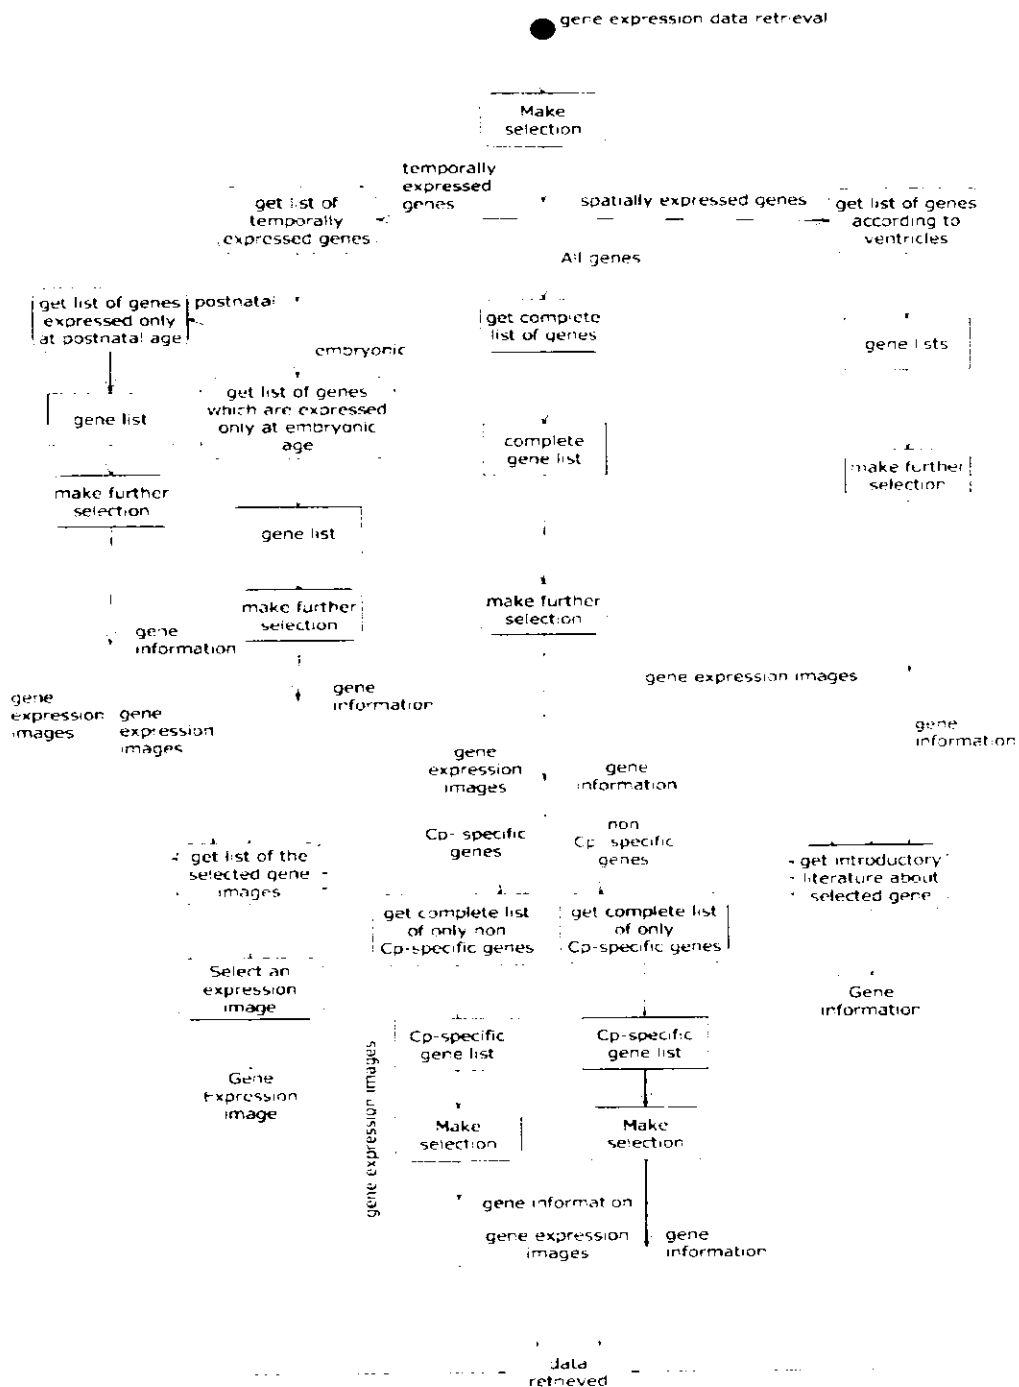 gene expression data retrieval
Make
selection
temporally
expressed
genes
spatially expressed genes
All genes
get list of
temporally
expressed genes
get list of genes
according to
ventricles
get list of genes
expressed only
at postnatal age
postnatal
embryonic
get complete
list of genes
gene lists
gene list
get list of genes
which are expressed
only at embryonic
age
complete
gene list
make further
selection
make further
selection
gene list
make further
selection
make further
selection
gene
information
gene
information
gene
expression
images
gene
expression
images
gene expression images
gene
information
gene
expression
images
gene
information
Cp- specific
genes
non
Cp- specific
genes
get list of the
selected gene
images
get introductory
literature about
selected gene
get complete list
of only non
Cp-specific genes
get complete list
of only
Cp-specific genes
Select an
expression
image
Gene
information
Cp-specific
gene list
Cp-specific
gene list
Gene
Expression
image
gene expression images
Make
selection
Make
selection
gene information
gene expression
images
gene
information
data
retrieved